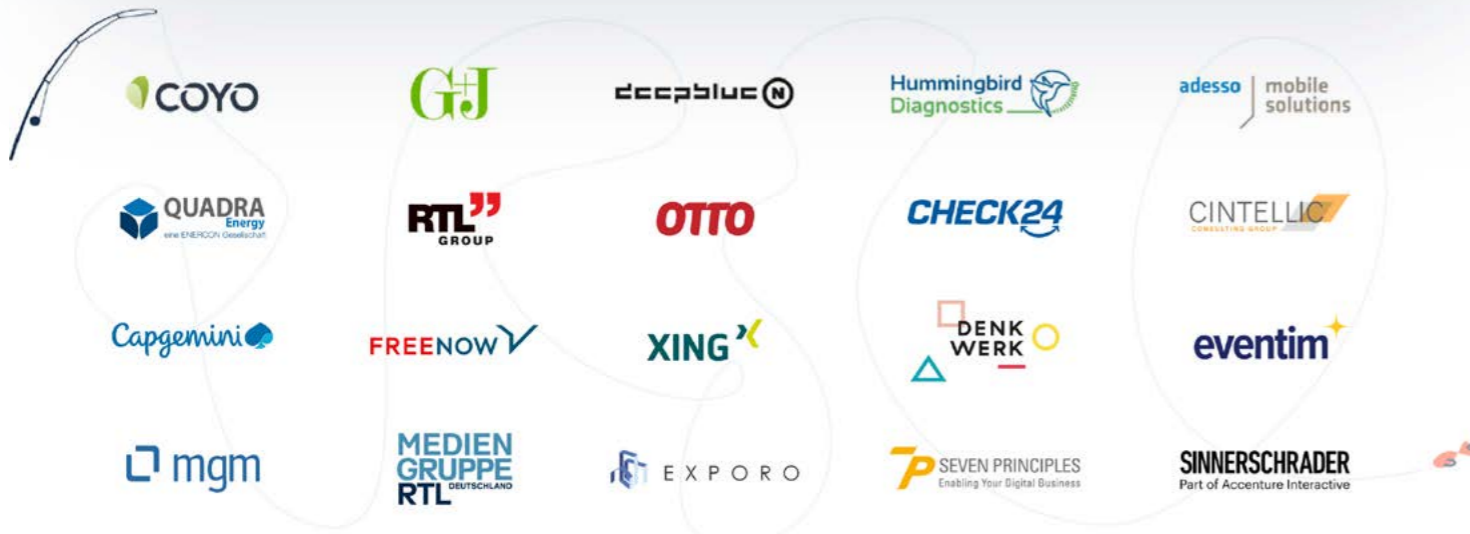 COYO
G+J
deepblue N
Hummingbird
Diagnostics
adesso
mobile
solutions
QUADRA
Energy
eine ENERCON Gesellschaft
RTL
GROUP
OTTO
CHECK24
CINTELLIC
CONSULTING GROUP
Capgemini
FREENOW
XING
DENK
WERK
eventim
mgm
MEDIEN
GRUPPE
RTL DEUTSCHLAND
EXPORO
7P SEVEN PRINCIPLES
Enabling Your Digital Business
SINNERSCHRADER
Part of Accenture Interactive